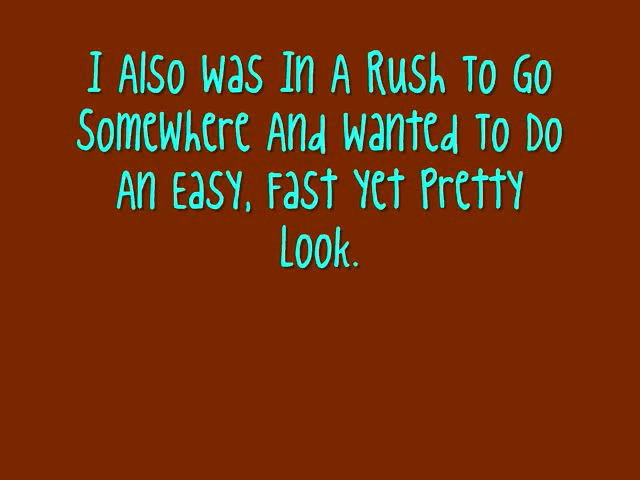 I Also Was In A Rush To Go
Somewhere And Wanted To Do
An Easy, Fast Yet Pretty
Look.